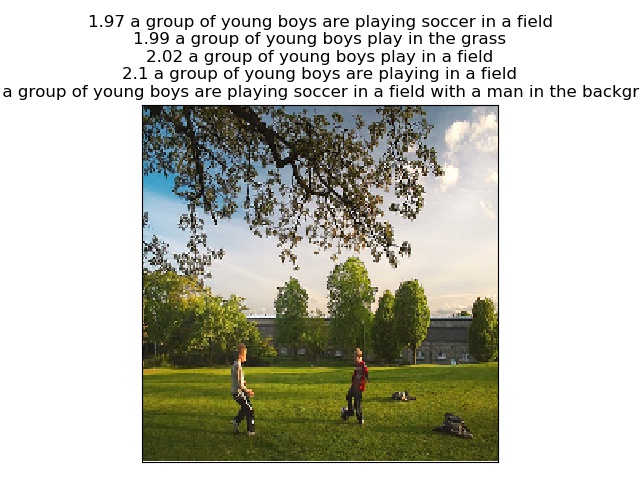 1.97 a group of young boys are playing soccer in a field
1.99 a group of young boys play in the grass
2.02 a group of young boys play in a field
2.1 a group of young boys are playing in a field
a group of young boys are playing soccer in a field with a man in the backgr